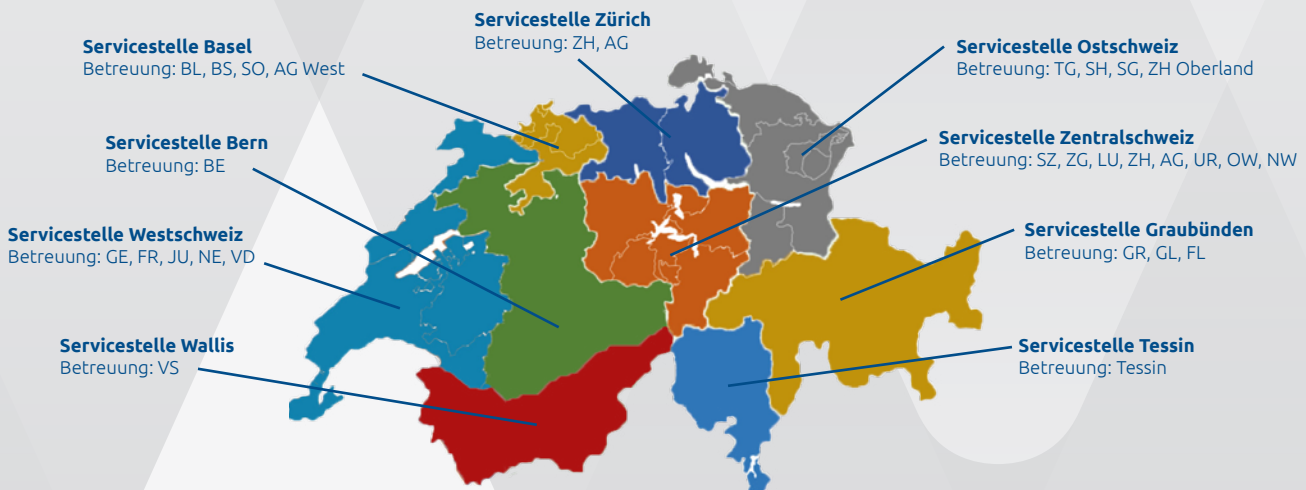 Servicestelle Zürich
Betreuung: ZH, AG
Servicestelle Basel
Betreuung: BL, BS, SO, AG West
Servicestelle Ostschweiz
Betreuung: TG, SH, SG, ZH Oberland
Servicestelle Bern
Betreuung: BE
Servicestelle Zentralschweiz
Betreuung: SZ, ZG, LU, ZH, AG, UR, OW, NW
Servicestelle Westschweiz
Betreuung: GE, FR, JU, NE, VD
Servicestelle Graubünden
Betreuung: GR, GL, FL
Servicestelle Wallis
Betreuung: VS
Servicestelle Tessin
Betreuung: Tessin